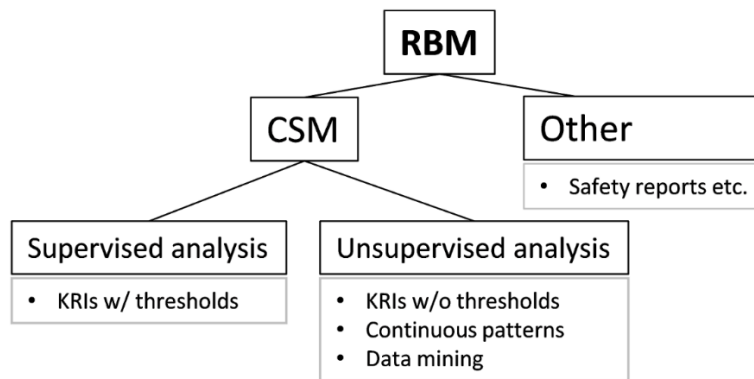 RBM
CSM
Other
• Safety reports etc.
Supervised analysis
• KRIs w/ thresholds
Unsupervised analysis
• KRIs w/o thresholds
• Continuous patterns
• Data mining